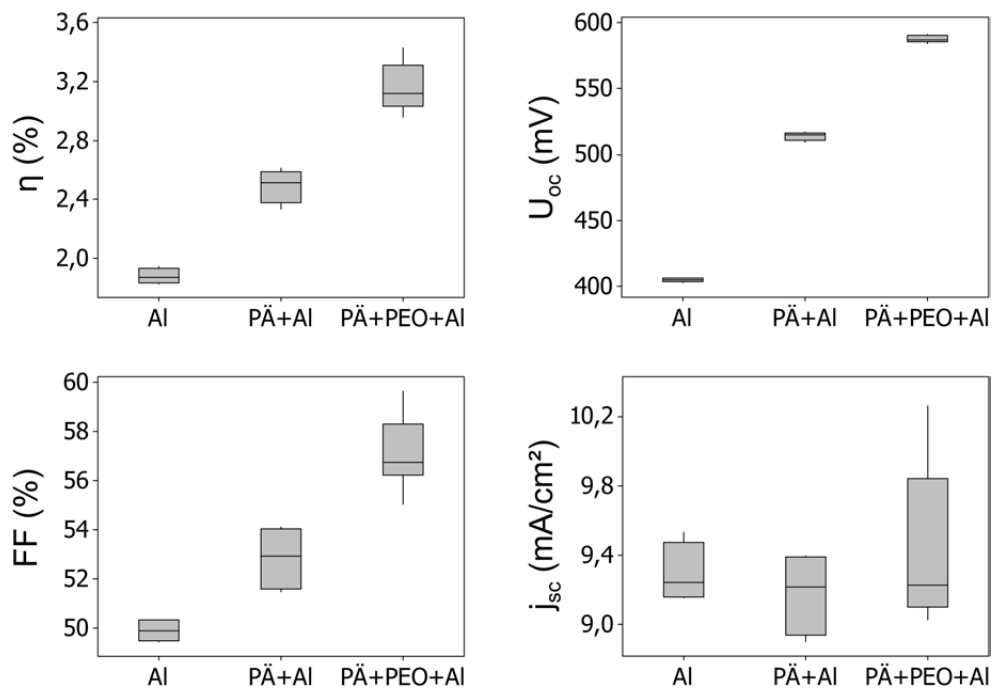 η (%)
3,6
3,2
2,8
2,4
2,0
Al
PÄ+Al
PÄ+PEO+Al
U_oc (mV)
600
550
500
450
400
Al
PÄ+Al
PÄ+PEO+Al
FF (%)
60
58
56
54
52
50
Al
PÄ+Al
PÄ+PEO+Al
j_sc (mA/cm²)
10,2
9,8
9,4
9,0
Al
PÄ+Al
PÄ+PEO+Al